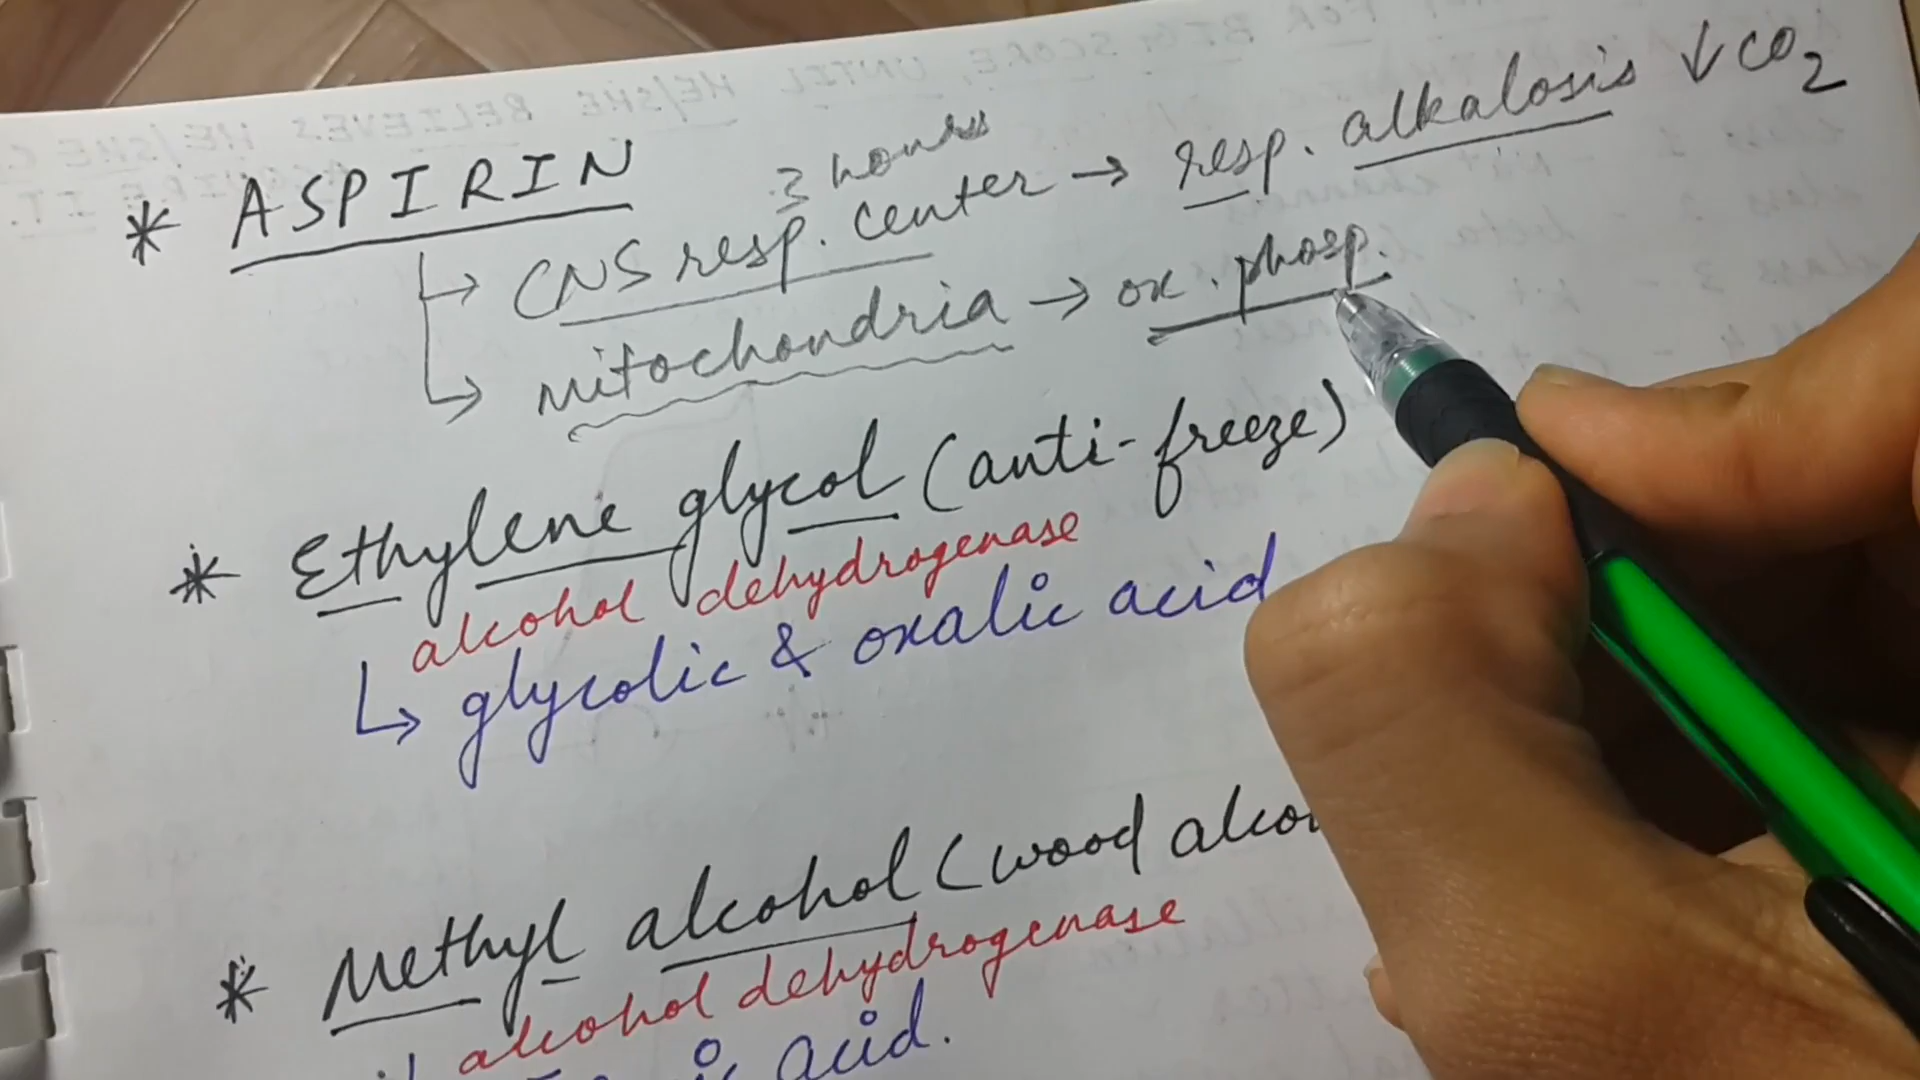 * ASPIRIN
3 hours
→ CNS resp. center → resp. alkalosis ↓ CO2
→ mitochondria → ox. phosp.
* Ethylene glycol (anti-freeze)
alcohol dehydrogenase
↳ glycolic & oxalic acid
* Methyl alcohol (wood
alcohol dehydrogenase
acid.